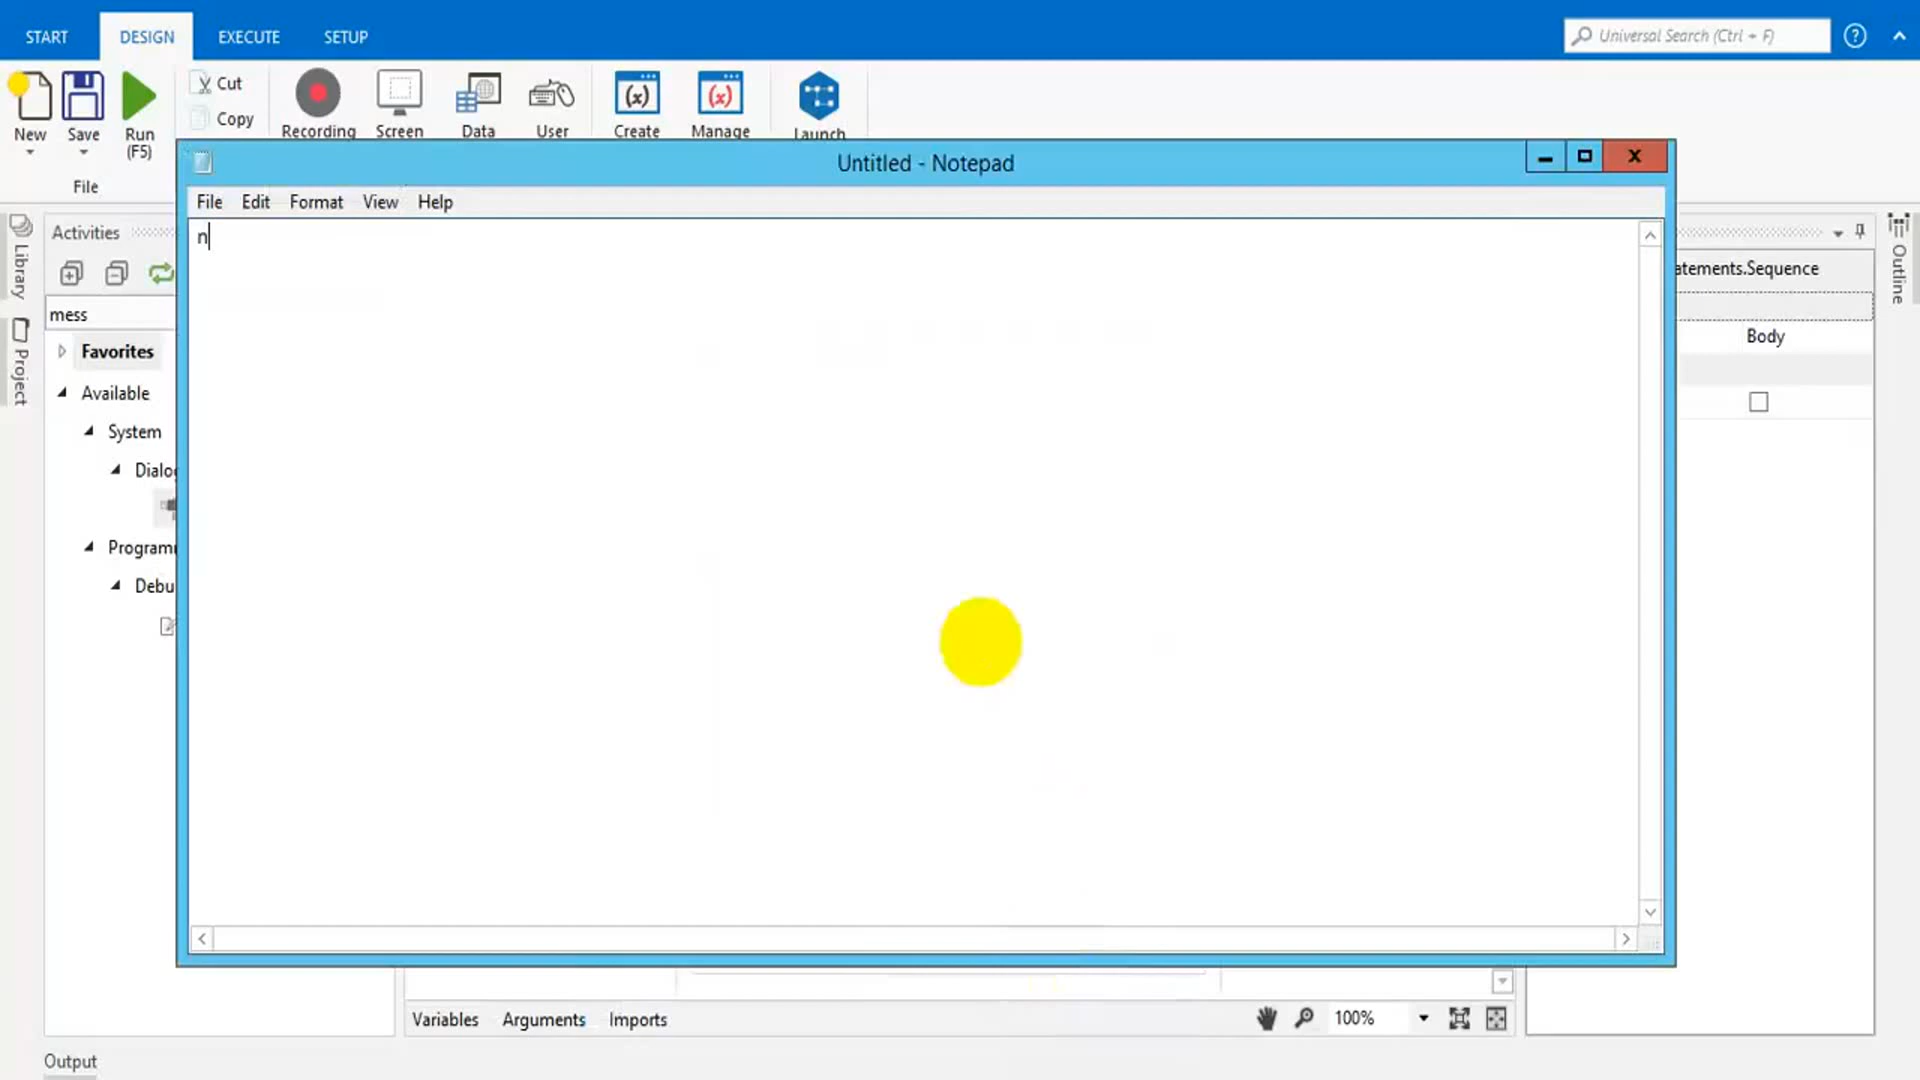 START DESIGN EXECUTE SETUP Universal Search (Ctrl + F)
New Save Run (F5) Cut Copy Recording Screen Data User Create Manage Launch
File
Untitled - Notepad
File Edit Format View Help
n
Library
Project
Activities
mess
Favorites
Available
System
Dialo
Program
Debu
atements.Sequence
Body
Outline
Variables Arguments Imports 100%
Output